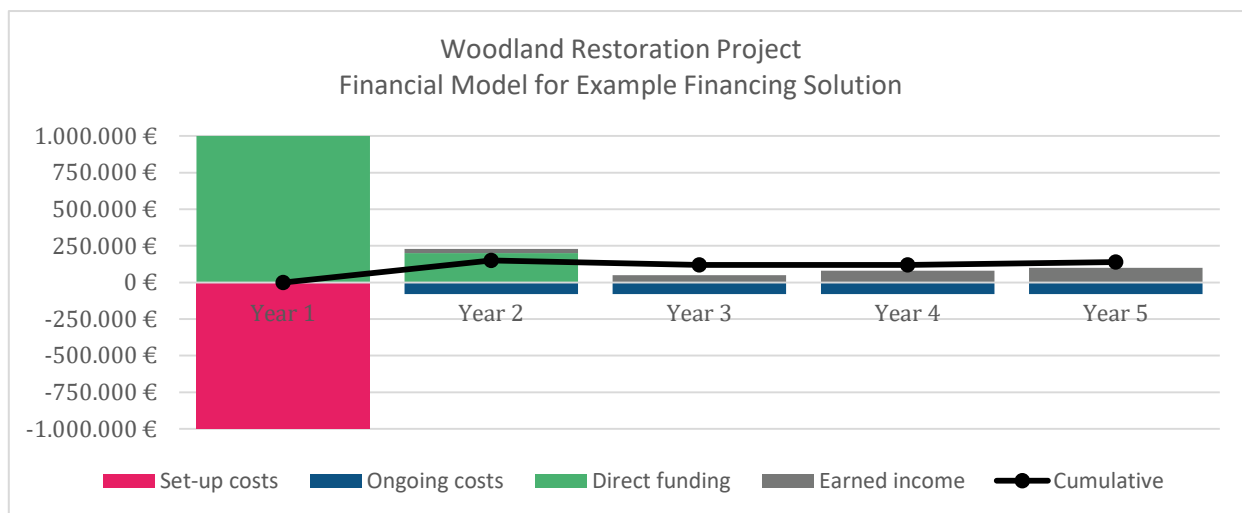 Woodland Restoration Project
Financial Model for Example Financing Solution
1.000.000 €
750.000 €
500.000 €
250.000 €
0 €
-250.000 €
-500.000 €
-750.000 €
-1.000.000 €
Year 1 Year 2 Year 3 Year 4 Year 5
Set-up costs Ongoing costs Direct funding Earned income Cumulative